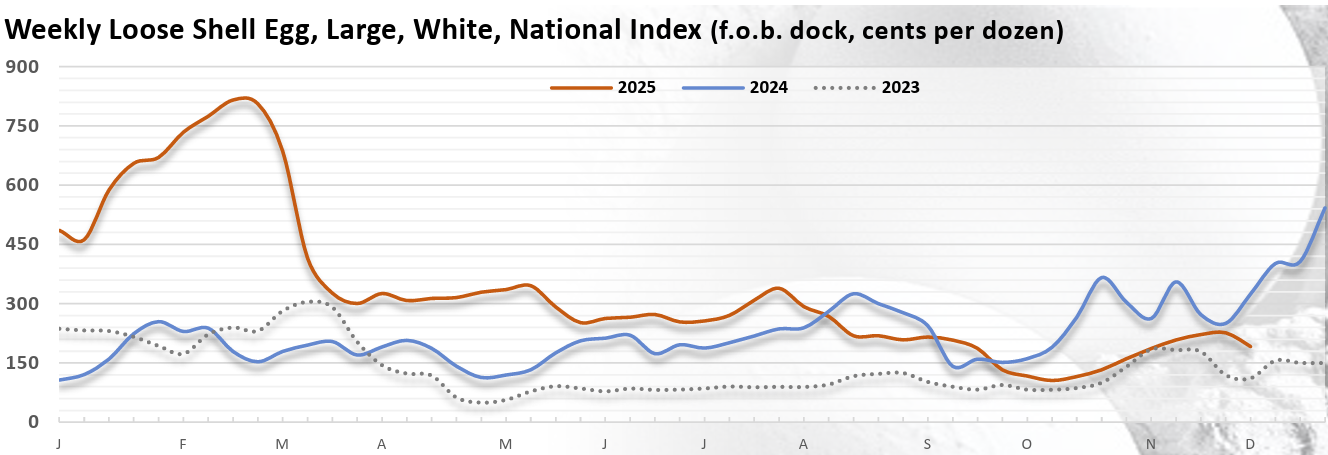 Weekly Loose Shell Egg, Large, White, National Index (f.o.b. dock, cents per dozen)
2025 2024 2023
900
750
600
450
300
150
0
J F M A M J J A S O N D